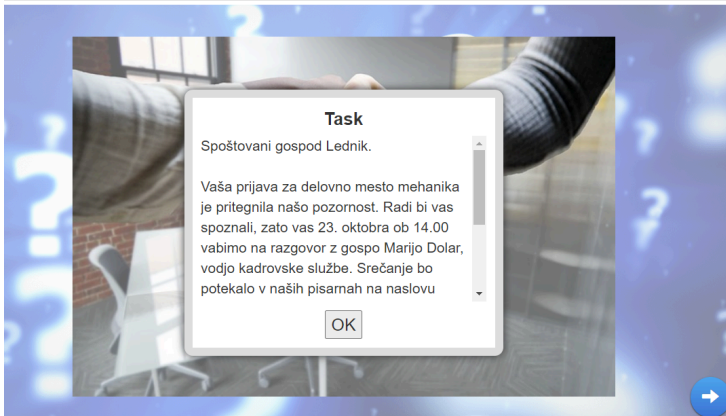 Task
Spoštovani gospod Lednik.
Vaša prijava za delovno mesto mehanika
je pritegnila našo pozornost. Radi bi vas
spoznali, zato vas 23. oktobra ob 14.00
vabimo na razgovor z gospo Marijo Dolar,
vodjo kadrovske službe. Srečanje bo
potekalo v naših pisarnah na naslovu
OK